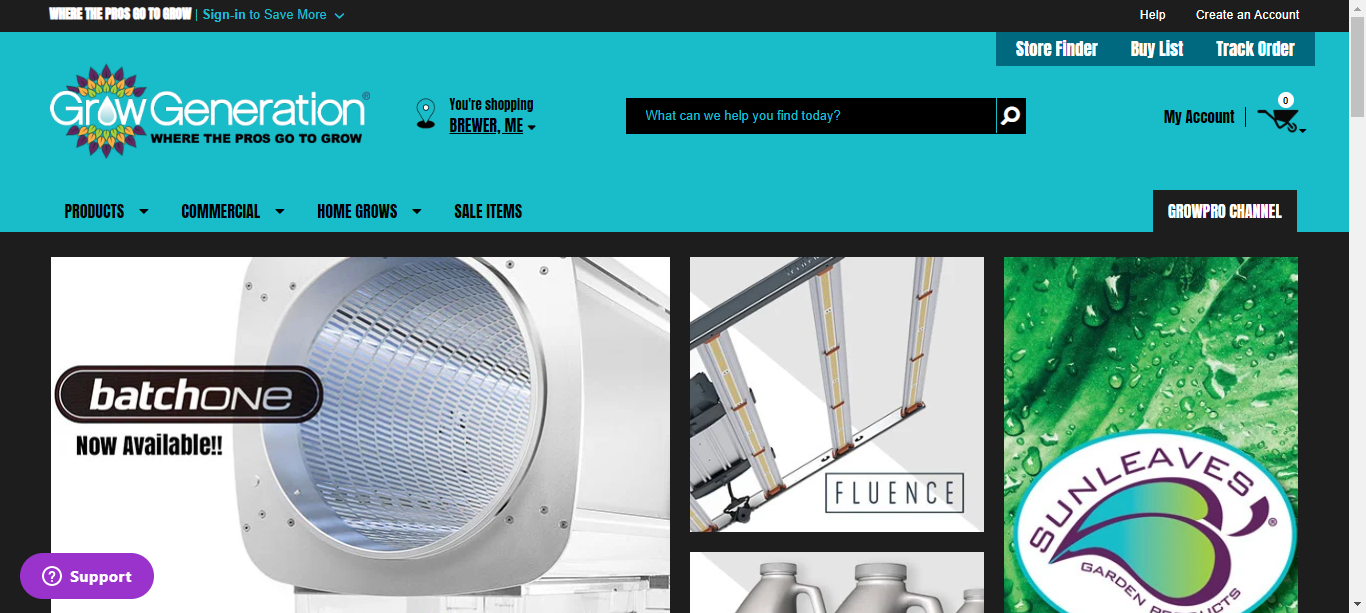 WHERE THE PROS GO TO GROW | Sign-in to Save More
Help
Create an Account
Store Finder
Buy List
Track Order
GrowGeneration®
WHERE THE PROS GO TO GROW
You're shopping
BREWER, ME
What can we help you find today?
My Account
0
PRODUCTS
COMMERCIAL
HOME GROWS
SALE ITEMS
GROWPRO CHANNEL
batchone
Now Available!!
FLUENCE
SUNLEAVES®
GARDEN PRODUCTS
Support